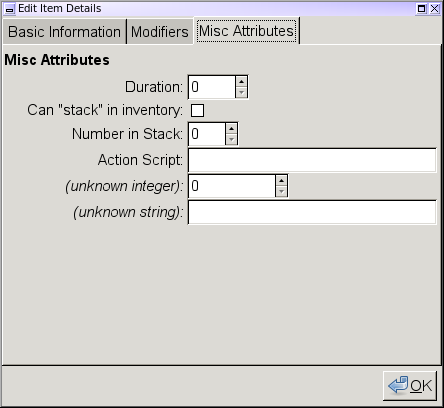 Edit Item Details
Basic Information Modifiers Misc Attributes
Misc Attributes
Duration: 0
Can "stack" in inventory:
Number in Stack: 0
Action Script:
(unknown integer): 0
(unknown string):
OK